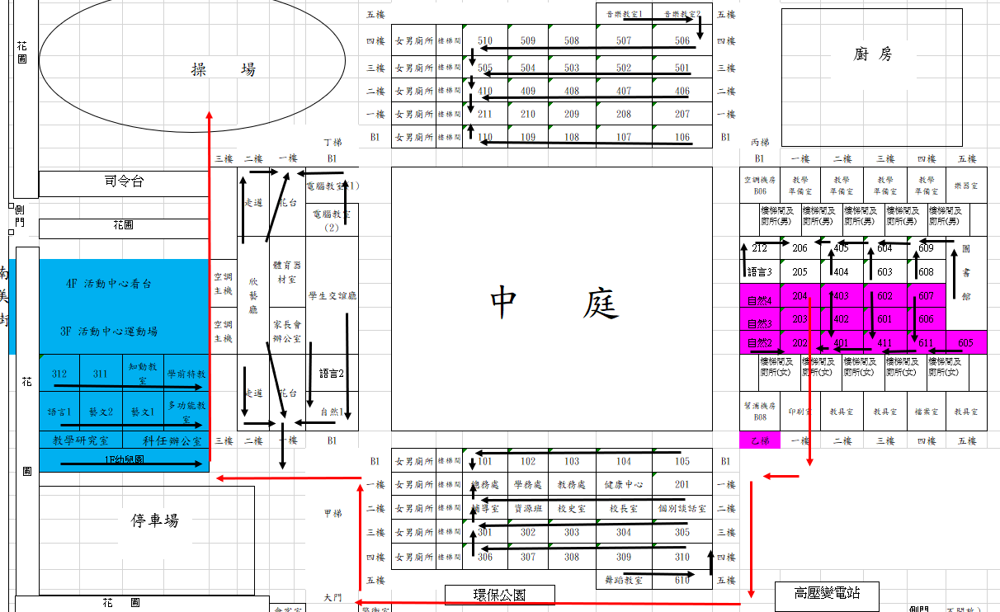 五樓 音樂教室1 音樂教室2 五樓
花圃
四樓 女男廁所 樓梯間 510 509 508 507 506 四樓
操 場
廚 房
三樓 女男廁所 樓梯間 505 504 503 502 501 三樓
二樓 女男廁所 樓梯間 410 409 408 407 406 二樓
一樓 女男廁所 樓梯間 211 210 209 208 207 一樓
B1 女男廁所 樓梯間 110 109 108 107 106 B1
丁梯
丙梯
三樓 二樓 一樓 B1
B1 一樓 二樓 三樓 四樓 五樓
司令台
走道 花台 電腦教室(1)
電腦教室(2)
空調機房B06 教學準備室 教學準備室 教學準備室 教學準備室 樂器室
側門
花圃
樓梯間及廁所(男) 樓梯間及廁所(男) 樓梯間及廁所(男) 樓梯間及廁所(男) 樓梯間及廁所(男)
212 206 405 604 609 圖書館
語言3 205 404 603 608
自然4 204 403 602 607
自然3 203 402 601 606
自然2 202 401 411 611 605
南美
4F 活動中心看台
3F 活動中心運動場
空調主機
空調主機
欣藝廳
體育器材室
家長會辦公室
學生交誼廳
中 庭
312 311 知動教室 學前特教
語言1 藝文2 藝文1 多功能教室
教學研究室 科任辦公室
1F幼兒園
走道 花台 語言2
自然1
三樓 二樓 一樓 B1
樓梯間及廁所(女) 樓梯間及廁所(女) 樓梯間及廁所(女) 樓梯間及廁所(女) 樓梯間及廁所(女)
幫浦機房B08 印刷室 教具室 教具室 檔案室 教具室
乙梯 一樓 二樓 三樓 四樓 五樓
花圃
B1 女男廁所 樓梯間 101 102 103 104 105 B1
一樓 女男廁所 樓梯間 總務處 學務處 教務處 健康中心 201 一樓
二樓 女男廁所 樓梯間 輔導室 資源班 校史室 校長室 個別談話室 二樓
甲梯
停車場
三樓 女男廁所 樓梯間 301 302 303 304 305 三樓
四樓 女男廁所 樓梯間 306 307 308 309 310 四樓
五樓 舞蹈教室 610 五樓
大門
環保公園
高壓變電站
花 圃
會客室
警衛室
側門